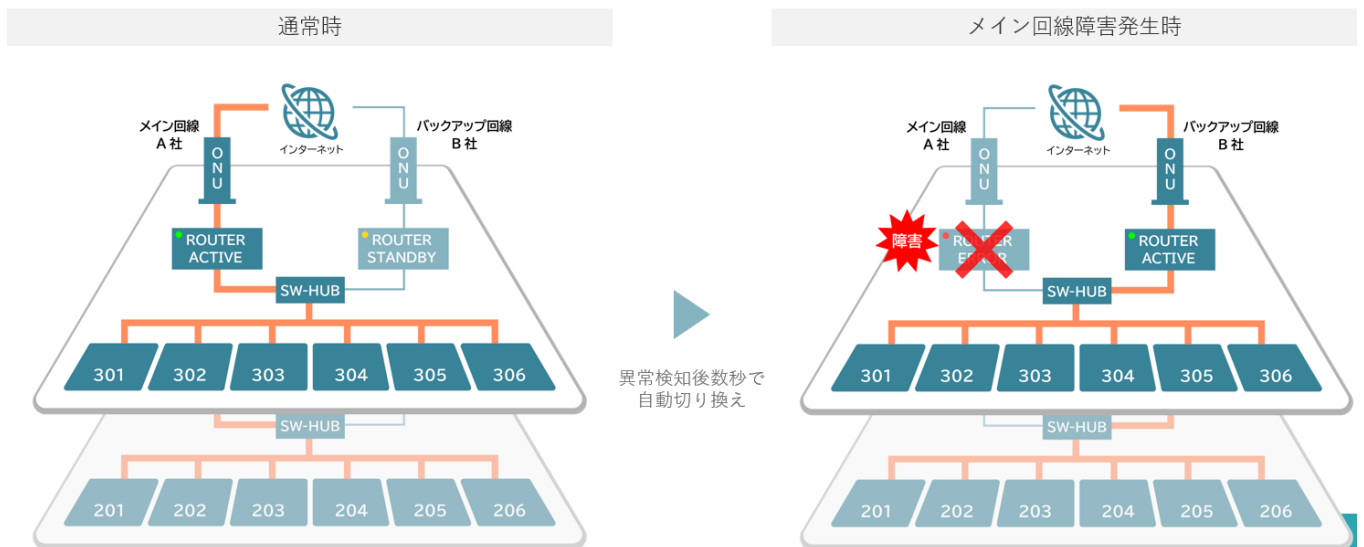 通常時
メイン回線
A 社
インターネット
バックアップ回線
B 社
ONU
ONU
ROUTER
ACTIVE
ROUTER
STANDBY
SW-HUB
301
302
303
304
305
306
SW-HUB
201
202
203
204
205
206
異常検知後数秒で
自動切り換え
メイン回線障害発生時
メイン回線
A 社
インターネット
バックアップ回線
B 社
ONU
ONU
障害
ROUTER
ERROR
ROUTER
ACTIVE
SW-HUB
301
302
303
304
305
306
SW-HUB
201
202
203
204
205
206